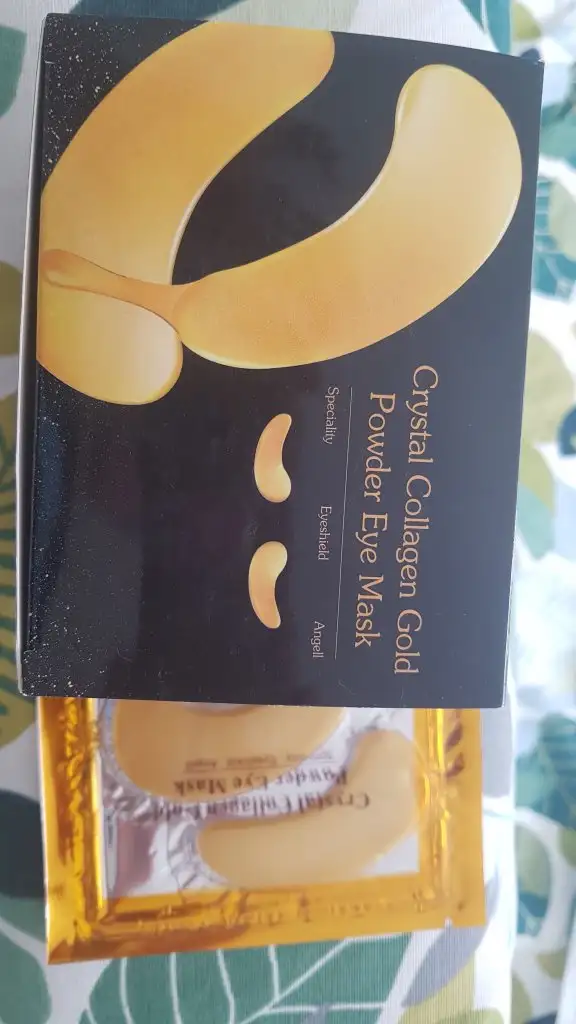 Crystal Collagen Gold
Powder Eye Mask
Speciality Eyeshield Angell
Crystal Collagen Gold
Powder Eye Mask